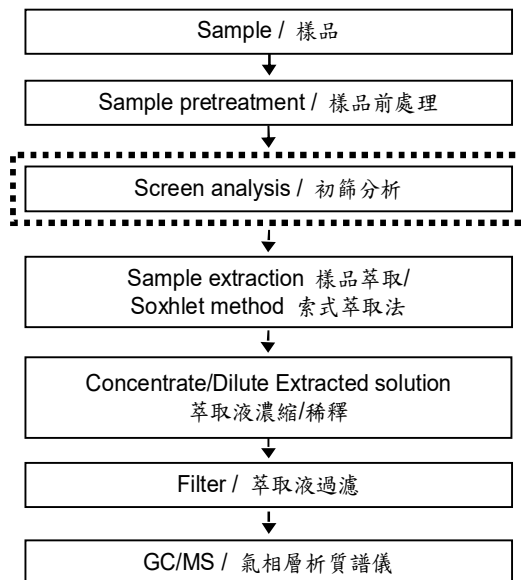 Sample / 樣品
Sample pretreatment / 樣品前處理
Screen analysis / 初篩分析
Sample extraction 樣品萃取/
Soxhlet method 索式萃取法
Concentrate/Dilute Extracted solution
萃取液濃縮/稀釋
Filter / 萃取液過濾
GC/MS / 氣相層析質譜儀